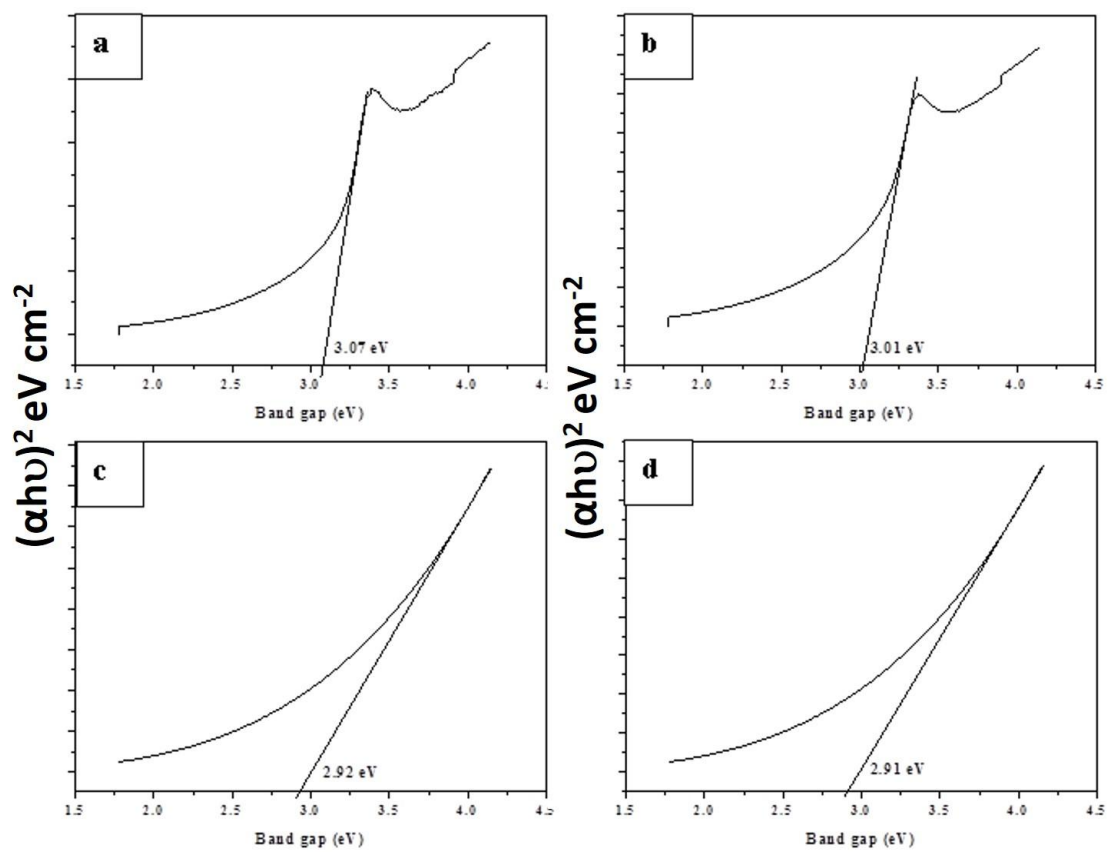 a
(αhυ)² eV cm⁻²
3.07 eV
1.5 2.0 2.5 3.0 3.5 4.0 4.:
Band gap (eV)
b
(αhυ)² eV cm⁻²
3.01 eV
1.5 2.0 2.5 3.0 3.5 4.0 4.5
Band gap (eV)
c
2.92 eV
1.5 2.0 2.5 3.0 3.5 4.0 4.5
Band gap (eV)
d
2.91 eV
1.5 2.0 2.5 3.0 3.5 4.0 4.5
Band gap (eV)